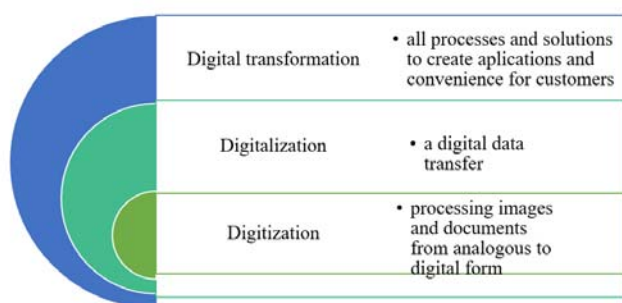 Digital transformation
• all processes and solutions
to create aplications and
convenience for customers
Digitalization
• a digital data
transfer
Digitization
• processing images
and documents
from analogous to
digital form